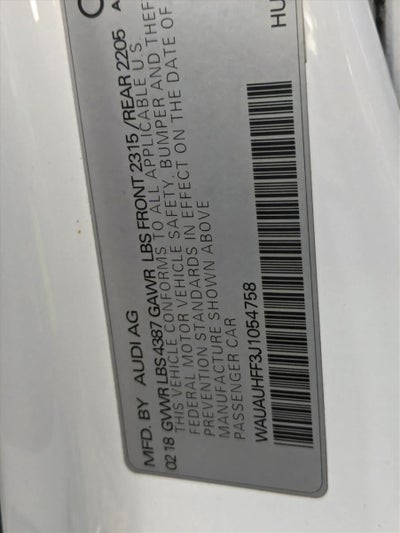 MFD. BY AUDI AG
02 18 GVWR LBS 4387 GAWR LBS FRONT 2315 / REAR 2205
THIS VEHICLE CONFORMS TO ALL APPLICABLE U.S.
FEDERAL MOTOR VEHICLE SAFETY, BUMPER AND THEF
PREVENTION STANDARDS IN EFFECT ON THE DATE OF
MANUFACTURE SHOWN ABOVE
PASSENGER CAR
WAUAUHFF3J1054758
HU